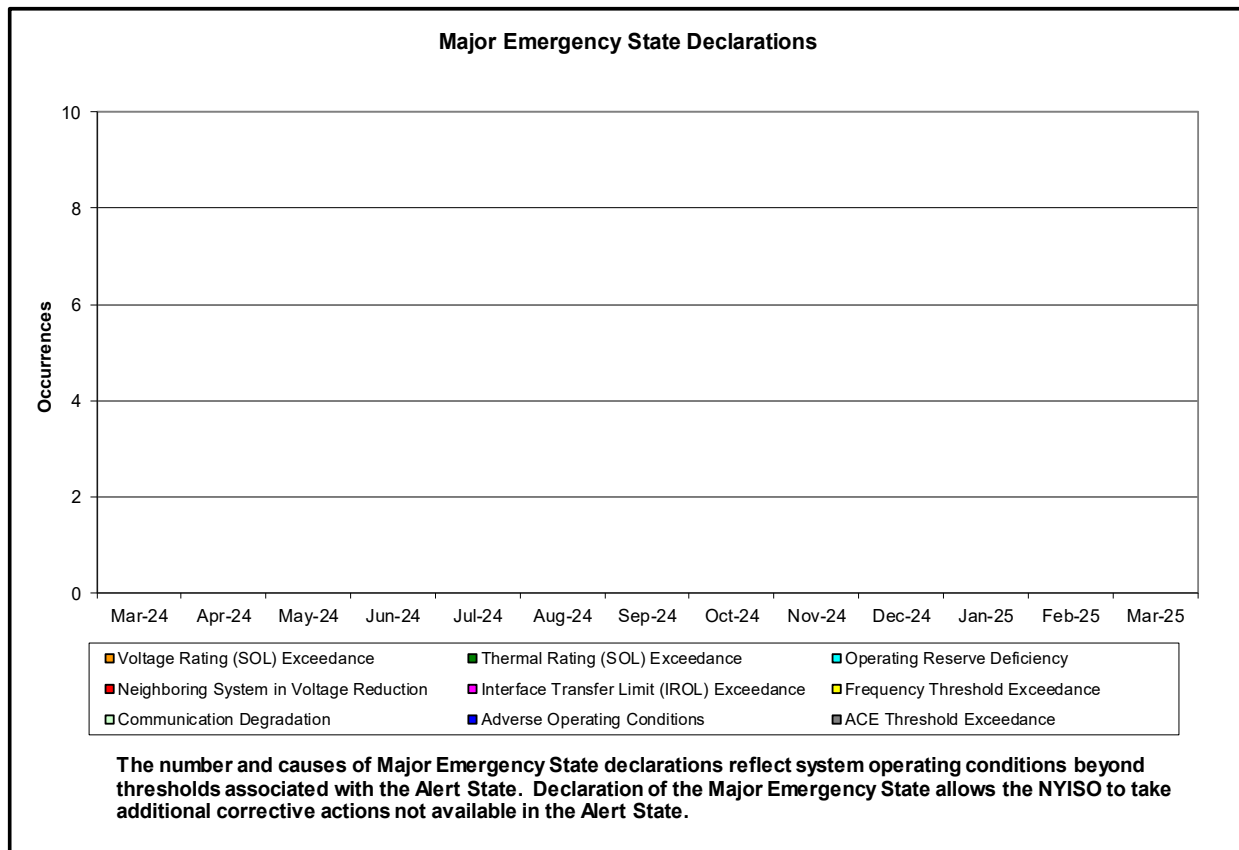 Major Emergency State Declarations
10
8
6
4
2
0
Occurrences
Mar-24 Apr-24 May-24 Jun-24 Jul-24 Aug-24 Sep-24 Oct-24 Nov-24 Dec-24 Jan-25 Feb-25 Mar-25
Voltage Rating (SOL) Exceedance Thermal Rating (SOL) Exceedance Operating Reserve Deficiency
Neighboring System in Voltage Reduction Interface Transfer Limit (IROL) Exceedance Frequency Threshold Exceedance
Communication Degradation Adverse Operating Conditions ACE Threshold Exceedance
The number and causes of Major Emergency State declarations reflect system operating conditions beyond
thresholds associated with the Alert State. Declaration of the Major Emergency State allows the NYISO to take
additional corrective actions not available in the Alert State.